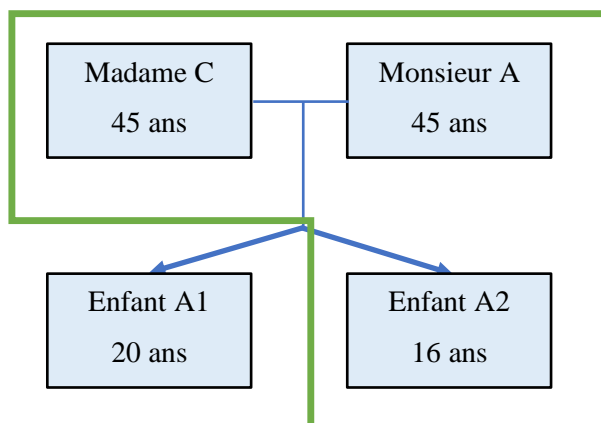 Madame C
45 ans
Monsieur A
45 ans
Enfant A1
20 ans
Enfant A2
16 ans